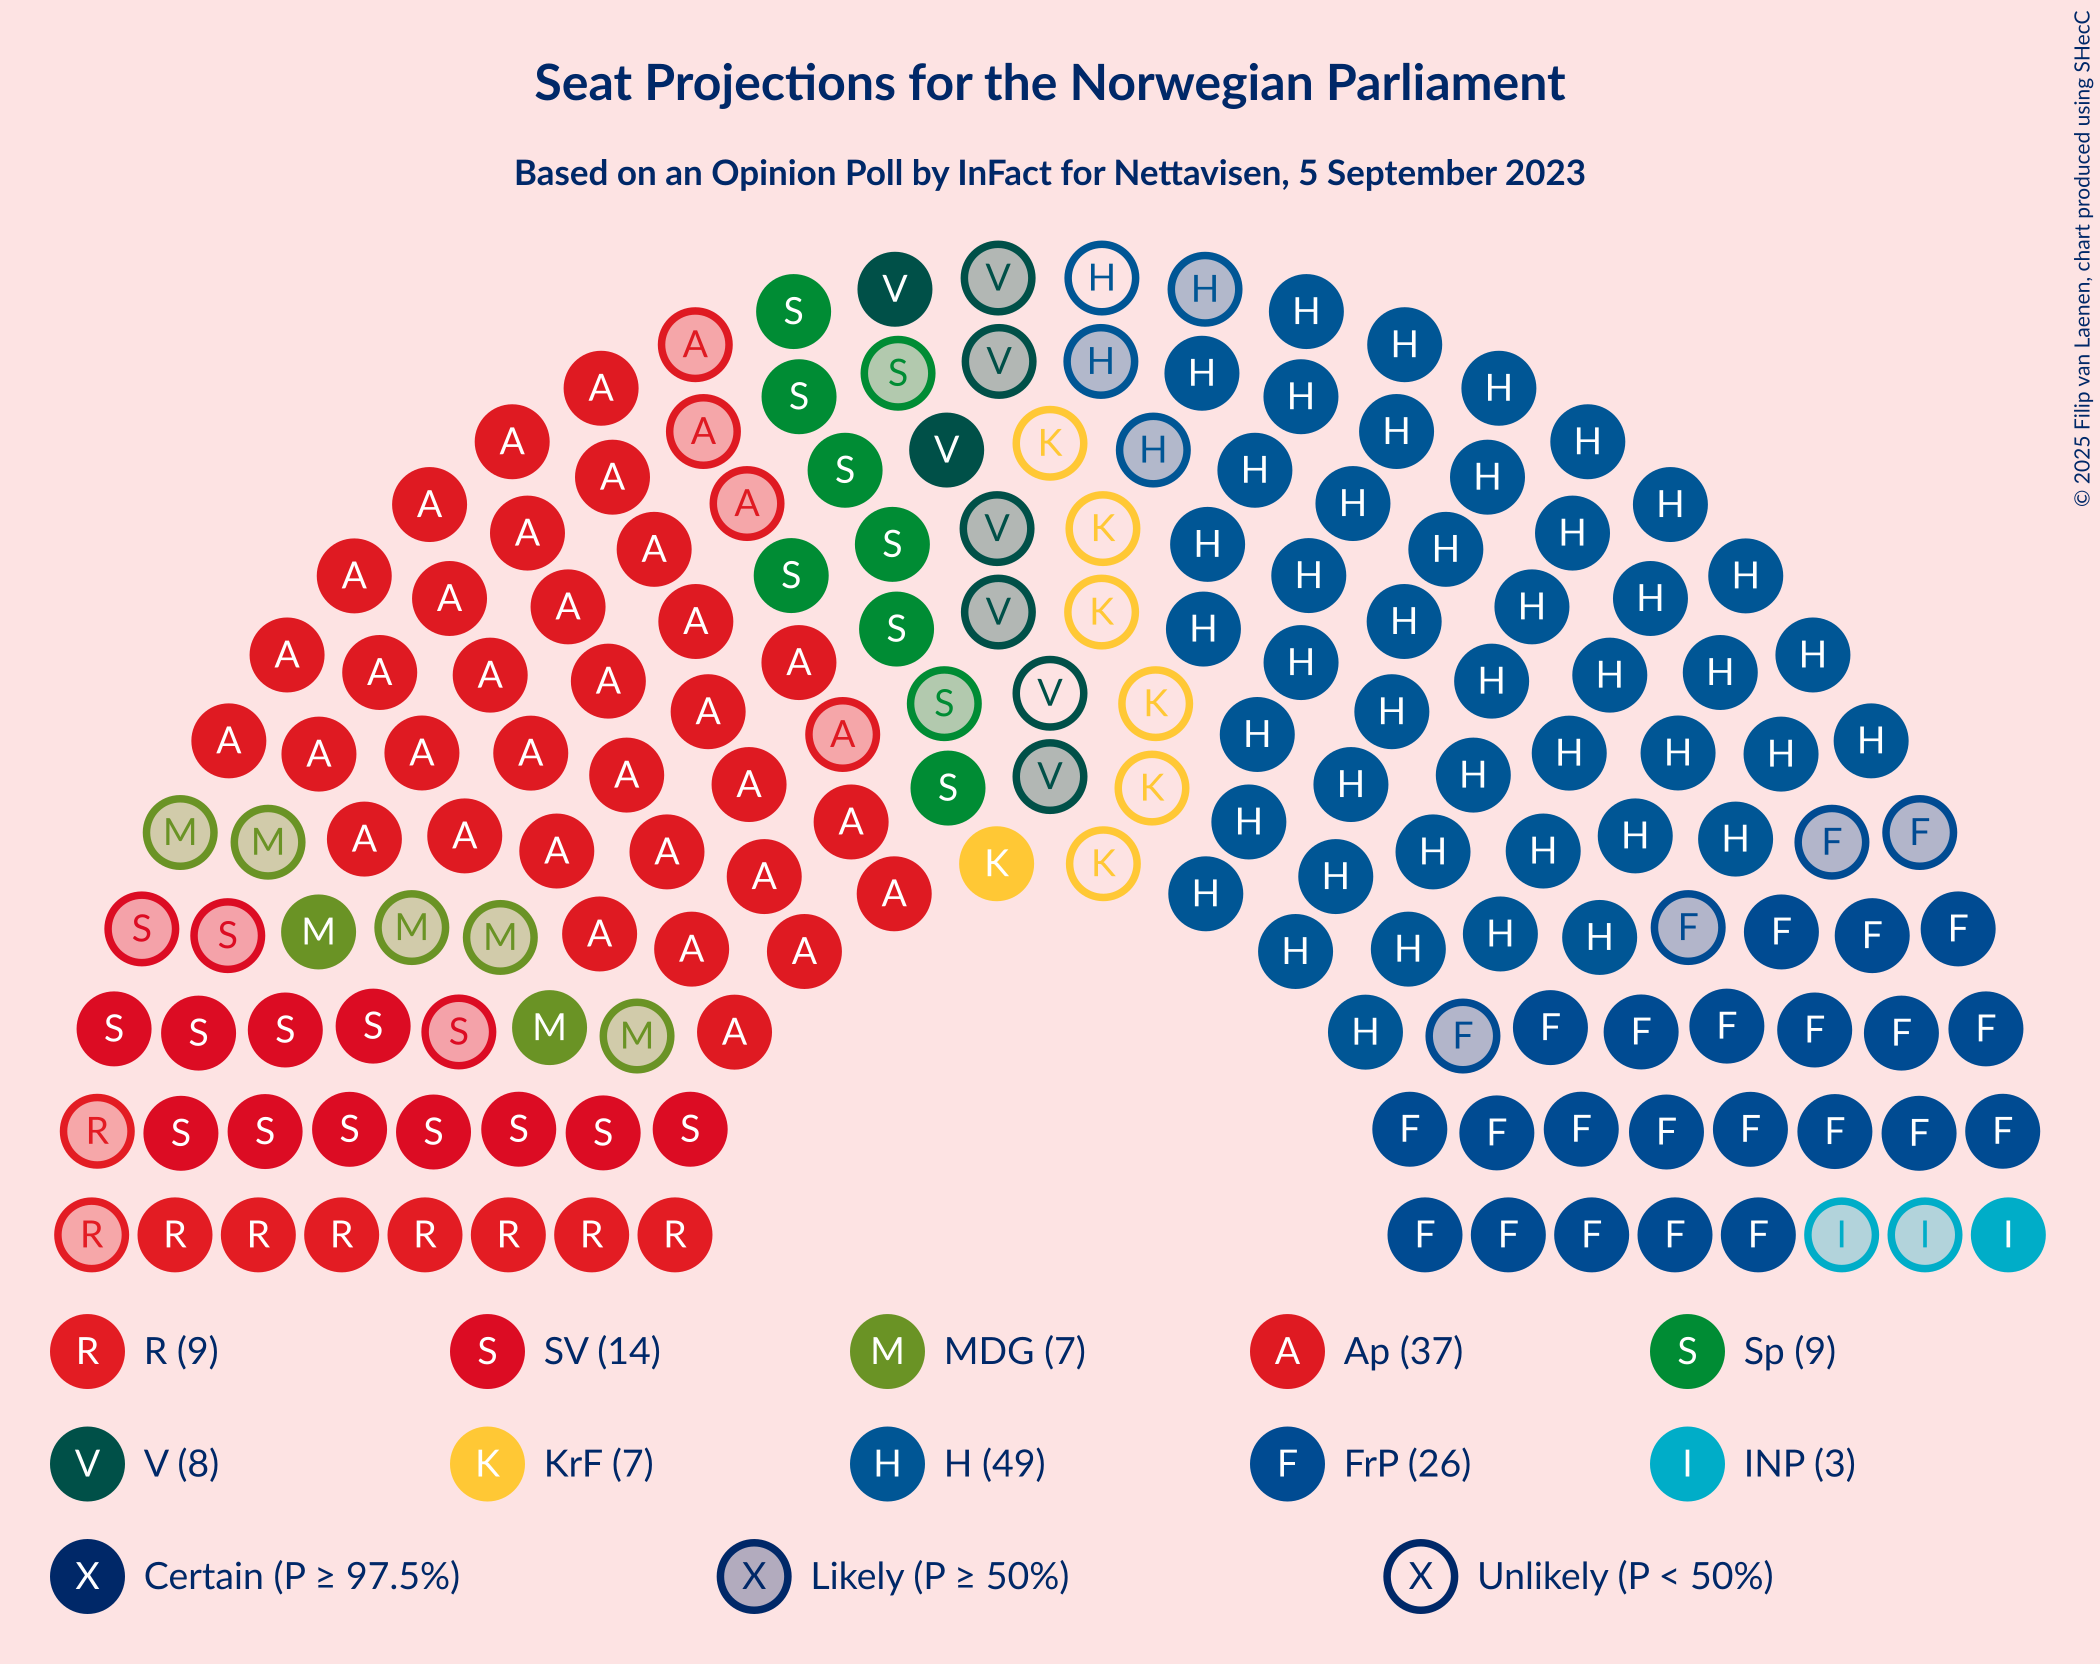 Seat Projections for the Norwegian Parliament
Based on an Opinion Poll by InFact for Nettavisen, 5 September 2023
© 2025 Filip van Laenen, chart produced using SHecC
V V H H
S H
A H
A S V H H
S H
A H
A A V K H H
S H
A H
A A S H H
A H
A A S V K H H
A H
A A S H H
A H
A A S V K H H
A H
A A A H H H
A A S V K H H
A A A H H H
A A A A S V K H H H H
M M A A A A A A K K H H H H H H F F
S S M M M A A A A H H H H F F F F
S S S S S M M A H F F F F F F F
R S S S S S S S F F F F F F F F
R R R R R R R R F F F F F I I I
R R (9) S SV (14) M MDG (7) A Ap (37) S Sp (9)
V V (8) K KrF (7) H H (49) F FrP (26) I INP (3)
X Certain (P ≥ 97.5%) X Likely (P ≥ 50%) X Unlikely (P < 50%)